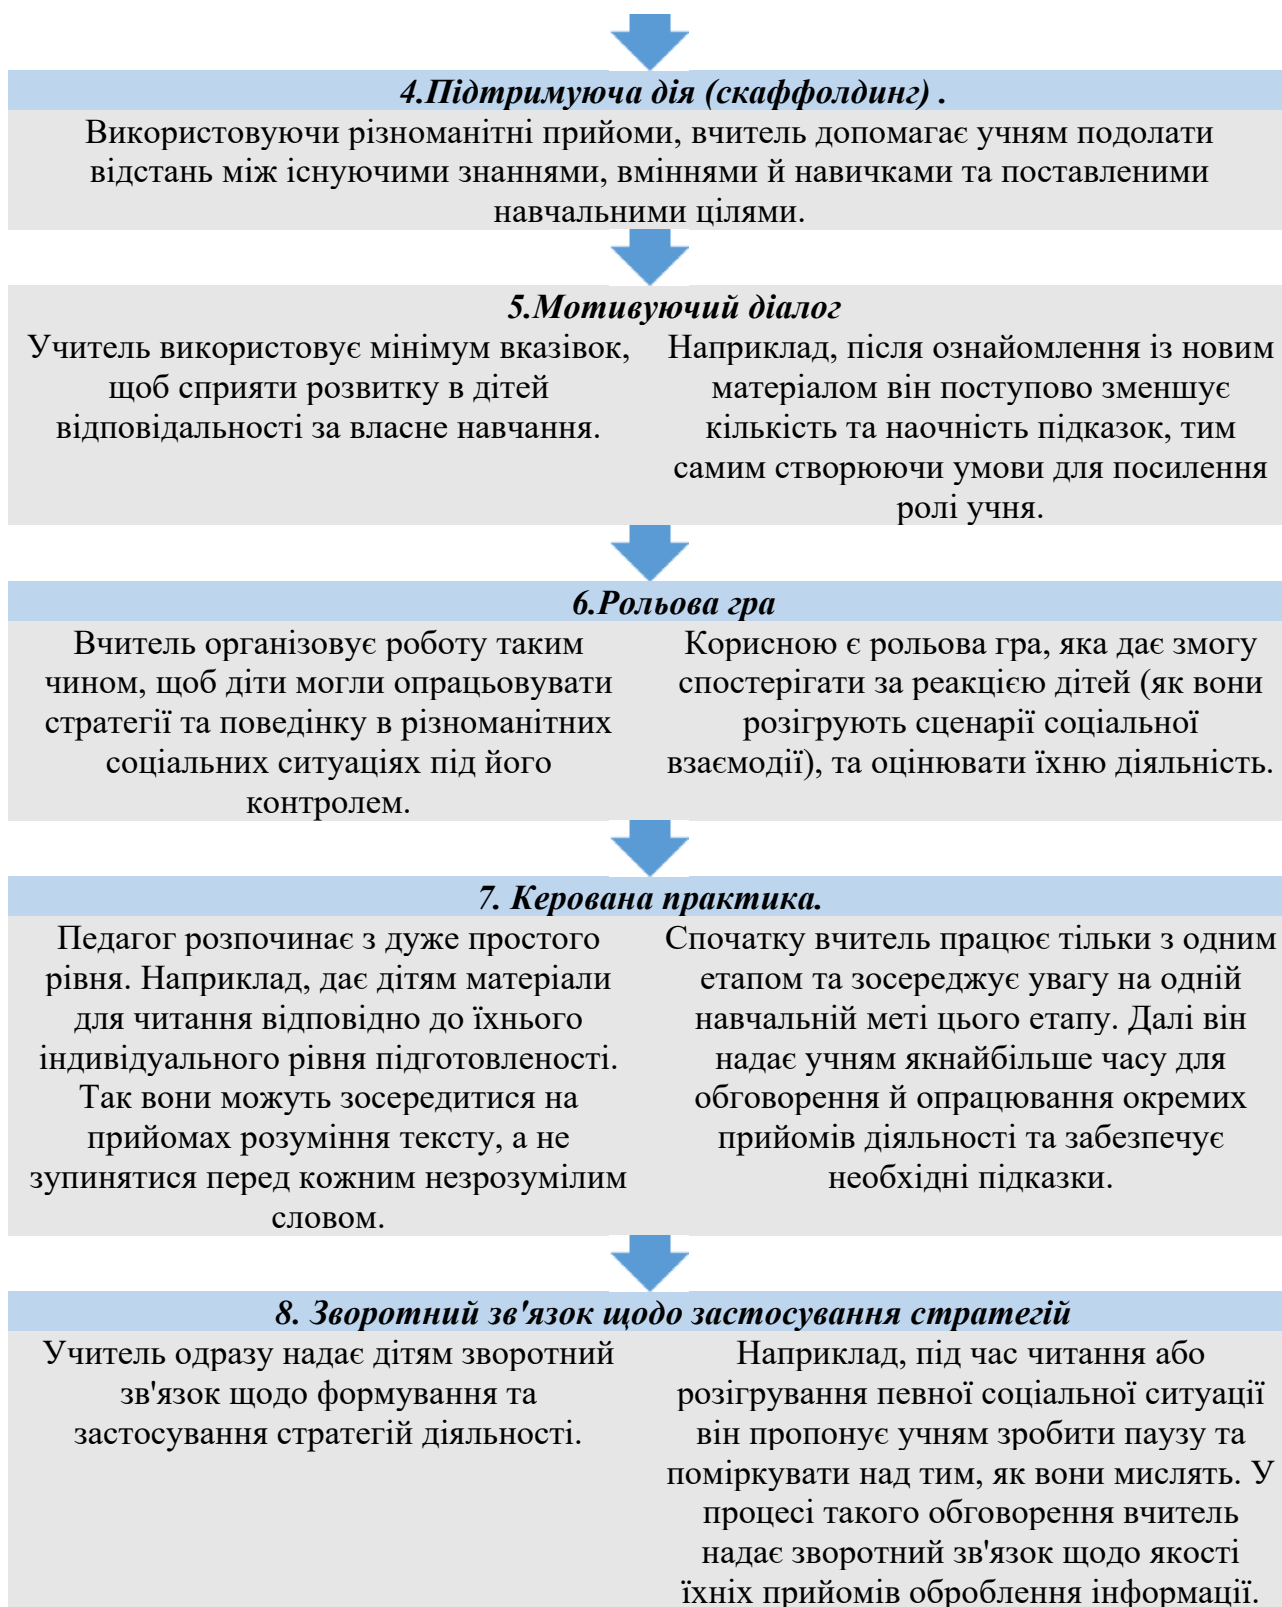 4.Підтримуюча дія (скаффолдинг) .
Використовуючи різноманітні прийоми, вчитель допомагає учням подолати
відстань між існуючими знаннями, вміннями й навичками та поставленими
навчальними цілями.
5.Мотивуючий діалог
Учитель використовує мінімум вказівок,
щоб сприяти розвитку в дітей
відповідальності за власне навчання.
Наприклад, після ознайомлення із новим
матеріалом він поступово зменшує
кількість та наочність підказок, тим
самим створюючи умови для посилення
ролі учня.
6.Рольова гра
Вчитель організовує роботу таким
чином, щоб діти могли опрацьовувати
стратегії та поведінку в різноманітних
соціальних ситуаціях під його
контролем.
Корисною є рольова гра, яка дає змогу
спостерігати за реакцією дітей (як вони
розігрують сценарії соціальної
взаємодії), та оцінювати їхню діяльність.
7. Керована практика.
Педагог розпочинає з дуже простого
рівня. Наприклад, дає дітям матеріали
для читання відповідно до їхнього
індивідуального рівня підготовленості.
Так вони можуть зосередитися на
прийомах розуміння тексту, а не
зупинятися перед кожним незрозумілим
словом.
Спочатку вчитель працює тільки з одним
етапом та зосереджує увагу на одній
навчальній меті цього етапу. Далі він
надає учням якнайбільше часу для
обговорення й опрацювання окремих
прийомів діяльності та забезпечує
необхідні підказки.
8. Зворотний зв'язок щодо застосування стратегій
Учитель одразу надає дітям зворотний
зв'язок щодо формування та
застосування стратегій діяльності.
Наприклад, під час читання або
розігрування певної соціальної ситуації
він пропонує учням зробити паузу та
поміркувати над тим, як вони мислять. У
процесі такого обговорення вчитель
надає зворотний зв'язок щодо якості
їхніх прийомів оброблення інформації.